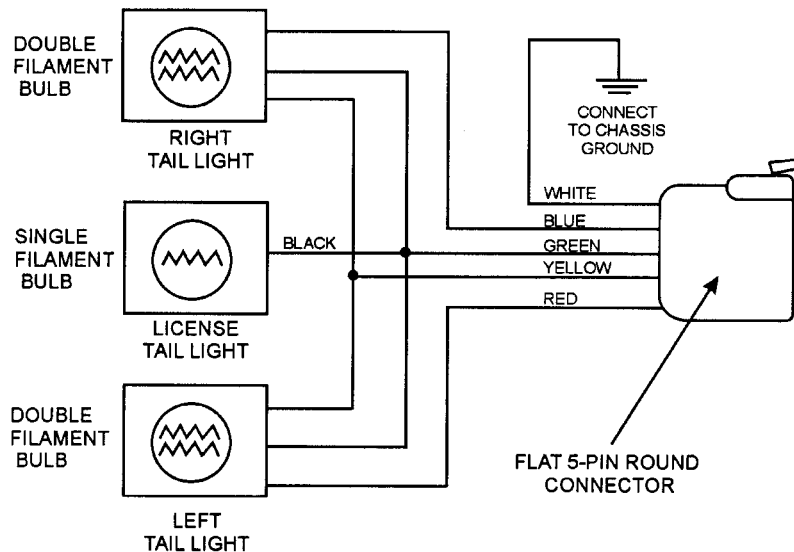 DOUBLE
FILAMENT
BULB
RIGHT
TAIL LIGHT
CONNECT
TO CHASSIS
GROUND
WHITE
BLUE
GREEN
YELLOW
RED
SINGLE
FILAMENT
BULB
BLACK
LICENSE
TAIL LIGHT
DOUBLE
FILAMENT
BULB
LEFT
TAIL LIGHT
FLAT 5-PIN ROUND
CONNECTOR